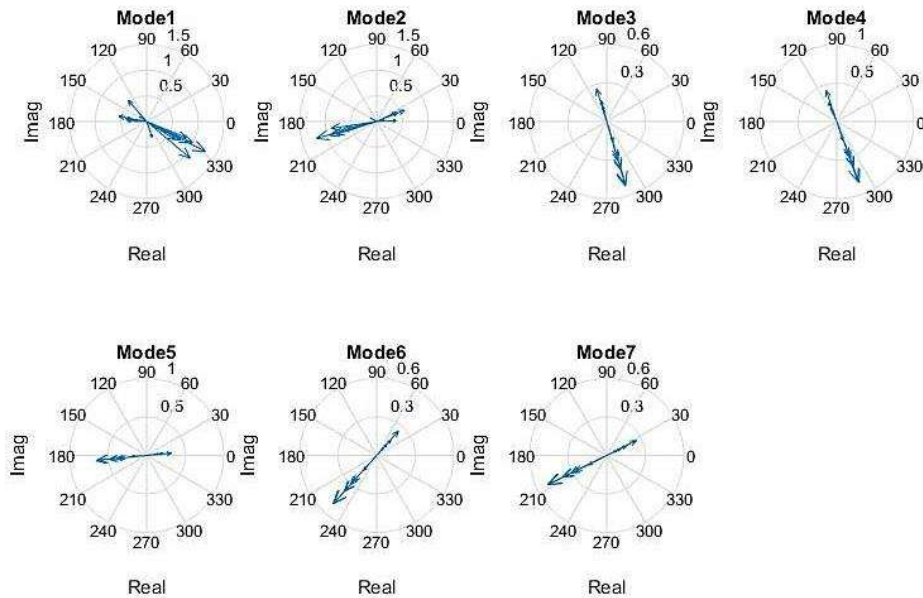 Mode1
Mode2
Mode3
Mode4
90 1.5
120 60
1
150 0.5 30
180 0
210 330
240 300
270
Imag
Real
90 1.5
120 60
1
150 0.5 30
180 0
210 330
240 300
270
Imag
Real
90 0.6
120 60
0.3
150 30
180 0
210 330
240 300
270
Imag
Real
90 1
120 60
0.5
150 30
180 0
210 330
240 300
270
Imag
Real
Mode5
Mode6
Mode7
90 1
120 60
0.5
150 30
180 0
210 330
240 300
270
Imag
Real
90 0.6
120 60
0.3
150 30
180 0
210 330
240 300
270
Imag
Real
90 0.6
120 60
0.3
150 30
180 0
210 330
240 300
270
Imag
Real